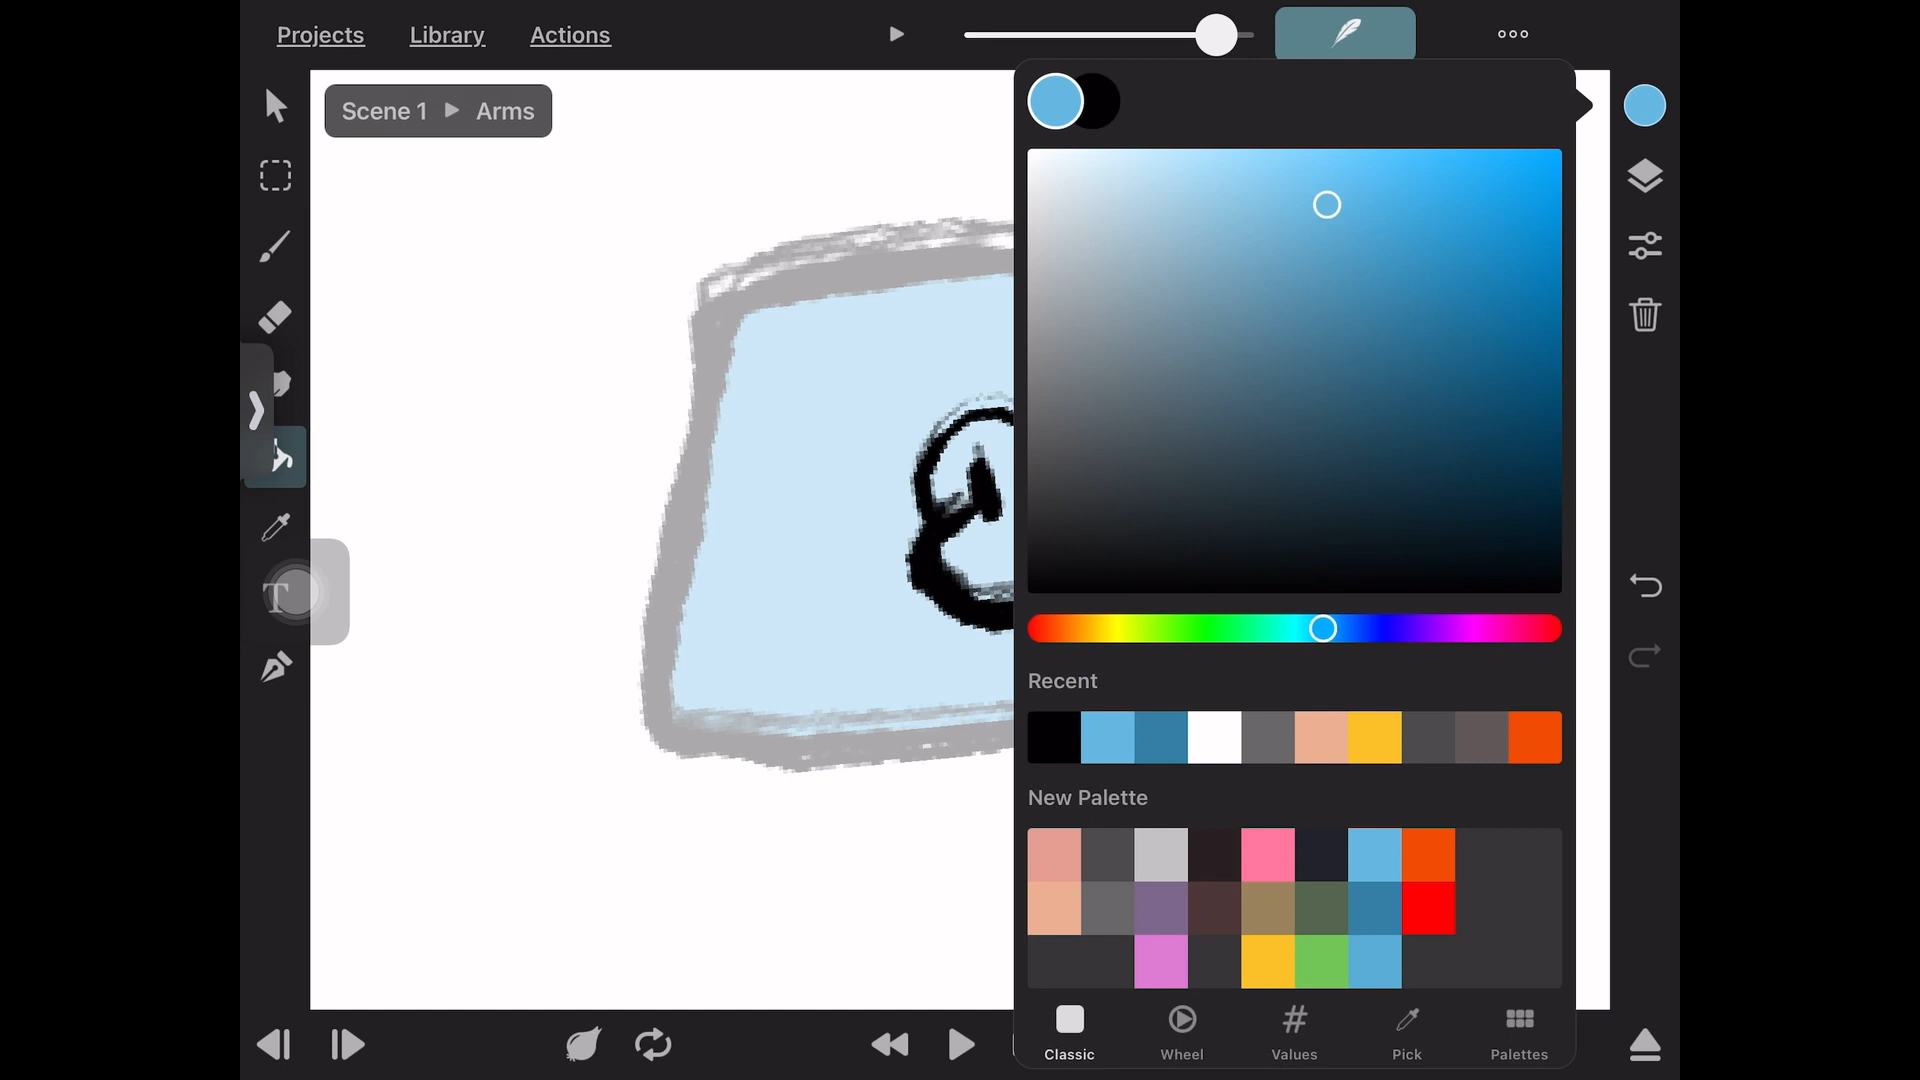 Projects Library Actions
Scene 1 Arms
T
Recent
New Palette
Classic Wheel # Values Pick Palettes